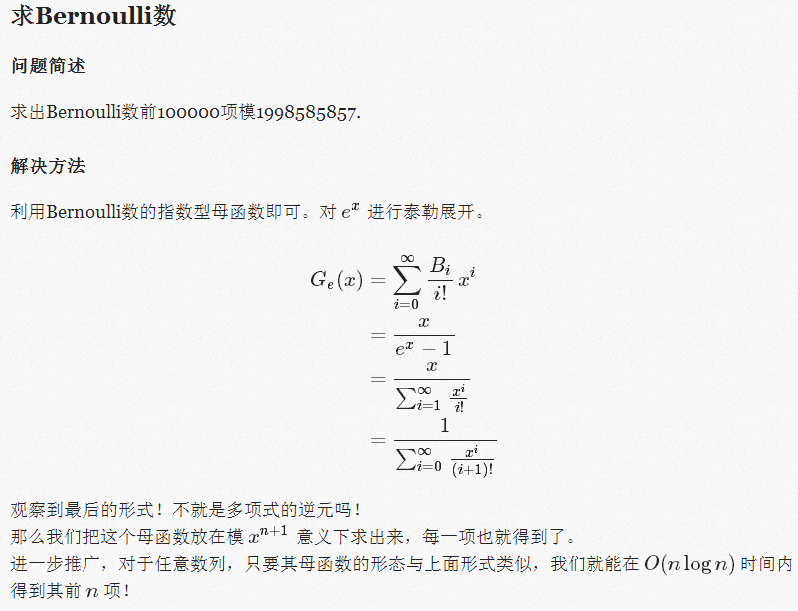 求Bernoulli数
问题简述
求出Bernoulli数前100000项模1998585857.
解决方法
利用Bernoulli数的指数型母函数即可。对 e^x 进行泰勒展开。
G_e(x) = \sum_{i=0}^{\infty} \frac{B_i}{i!} x^i
= \frac{x}{e^x - 1}
= \frac{x}{\sum_{i=1}^{\infty} \frac{x^i}{i!}}
= \frac{1}{\sum_{i=0}^{\infty} \frac{x^i}{(i+1)!}}
观察到最后的形式！不就是多项式的逆元吗！
那么我们把这个母函数放在模 x^{n+1} 意义下求出来，每一项也就得到了。
进一步推广，对于任意数列，只要其母函数的形态与上面形式类似，我们就能在 O(n log n) 时间内
得到其前 n 项！